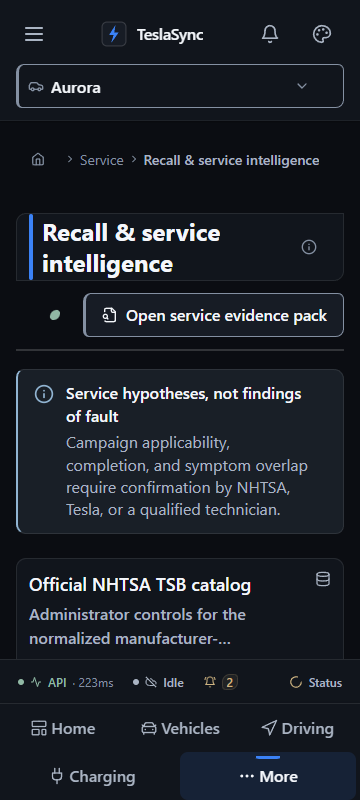 TeslaSync
Aurora
Service
Recall & service intelligence
Recall & service
intelligence
Open service evidence pack
Service hypotheses, not findings
of fault
Campaign applicability,
completion, and symptom overlap
require confirmation by NHTSA,
Tesla, or a qualified technician.
Official NHTSA TSB catalog
Administrator controls for the
normalized manufacturer-...
API · 223ms
Idle
2
Status
Home
Vehicles
Driving
Charging
More